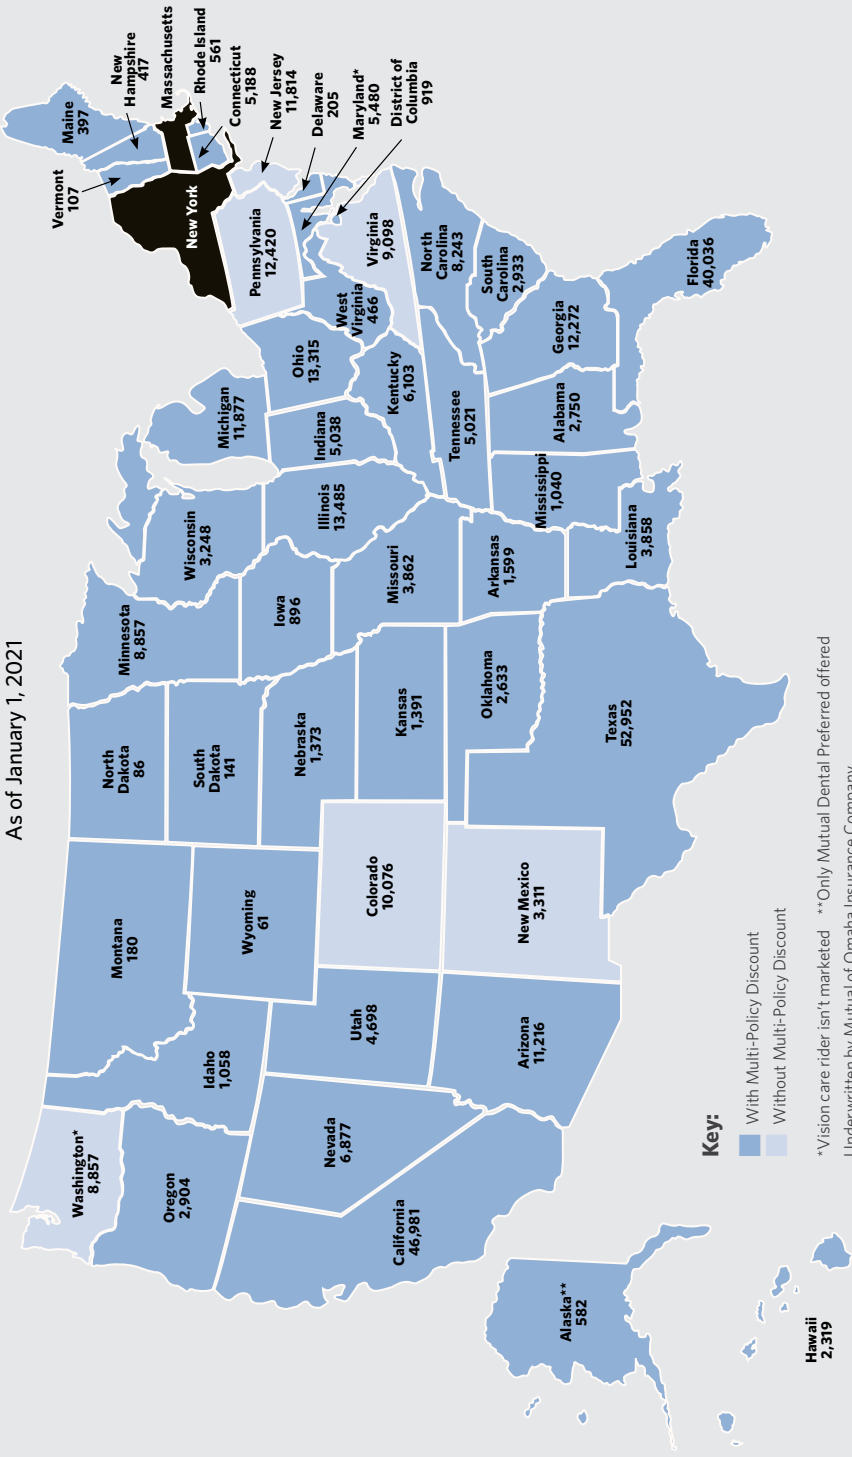 As of January 1, 2021
Washington*
8,857
Oregon
2,904
California
46,981
Nevada
6,877
Idaho
1,058
Montana
180
Wyoming
61
Utah
4,698
Arizona
11,216
Colorado
10,076
New Mexico
3,311
North
Dakota
86
South
Dakota
141
Nebraska
1,373
Kansas
1,391
Oklahoma
2,633
Texas
52,952
Minnesota
8,857
Iowa
896
Missouri
3,862
Arkansas
1,599
Louisiana
3,858
Wisconsin
3,248
Illinois
13,485
Michigan
11,877
Indiana
5,038
Ohio
13,315
Kentucky
6,103
Tennessee
5,021
Mississippi
1,040
Alabama
2,750
Georgia
12,272
Florida
40,036
South
Carolina
2,933
North
Carolina
8,243
Virginia
9,098
West
Virginia
466
Pennsylvania
12,420
New York
Vermont
107
Maine
397
New
Hampshire
417
Massachusetts
Rhode Island
561
Connecticut
5,188
New Jersey
11,814
Delaware
205
Maryland*
5,480
District of
Columbia
919
Alaska**
582
Hawaii
2,319
Key:
With Multi-Policy Discount
Without Multi-Policy Discount
*Vision care rider isn't marketed **Only Mutual Dental Preferred offered
Underwritten by Mutual of Omaha Insurance Company